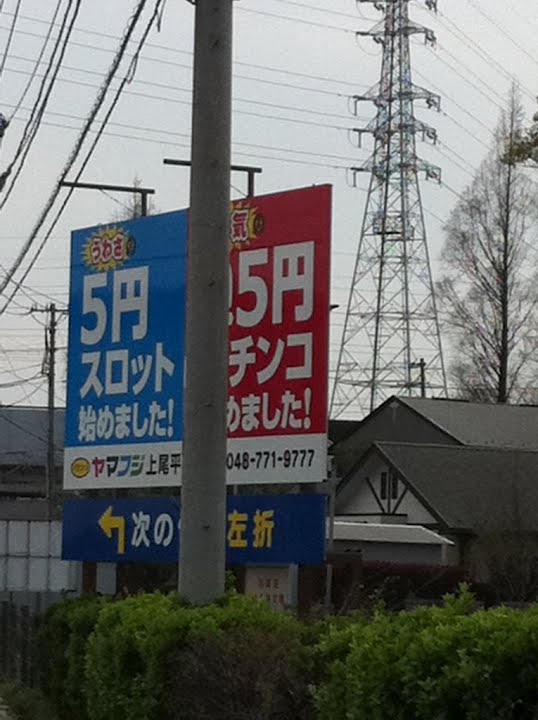 うわさの
5円
スロット
始めました!
気の
.5円
チンコ
めました!
ヤマフジ上尾平
048-771-9777
次の
左折